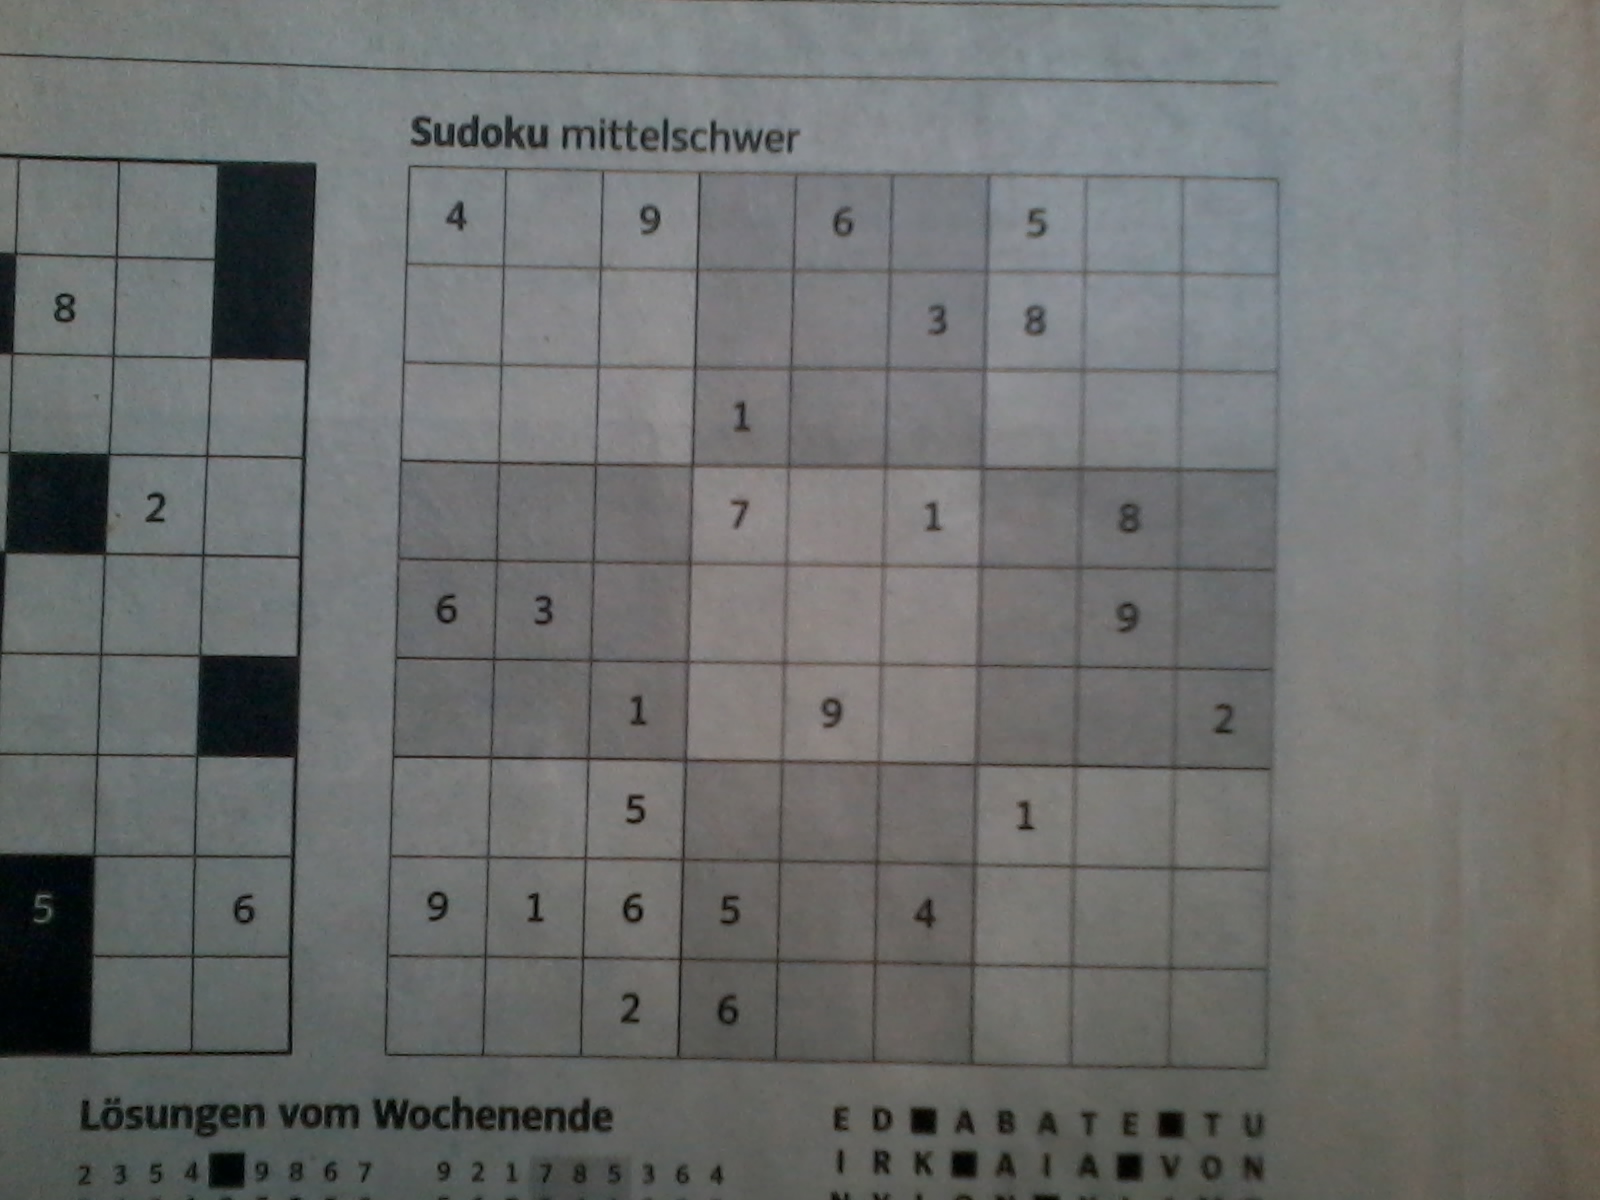 Sudoku mittelschwer
4 9 6 5
8
3 8
1
2
7 1 8
6 3 9
1 9 2
5 1
5 6
9 1 6 5 4
2 6
Lösungen vom Wochenende
E D ■ A B A T E ■ T U
2 3 5 4 ■ 9 8 6 7
9 2 1 7 8 5 3 6 4
I R K ■ A I A ■ V O N